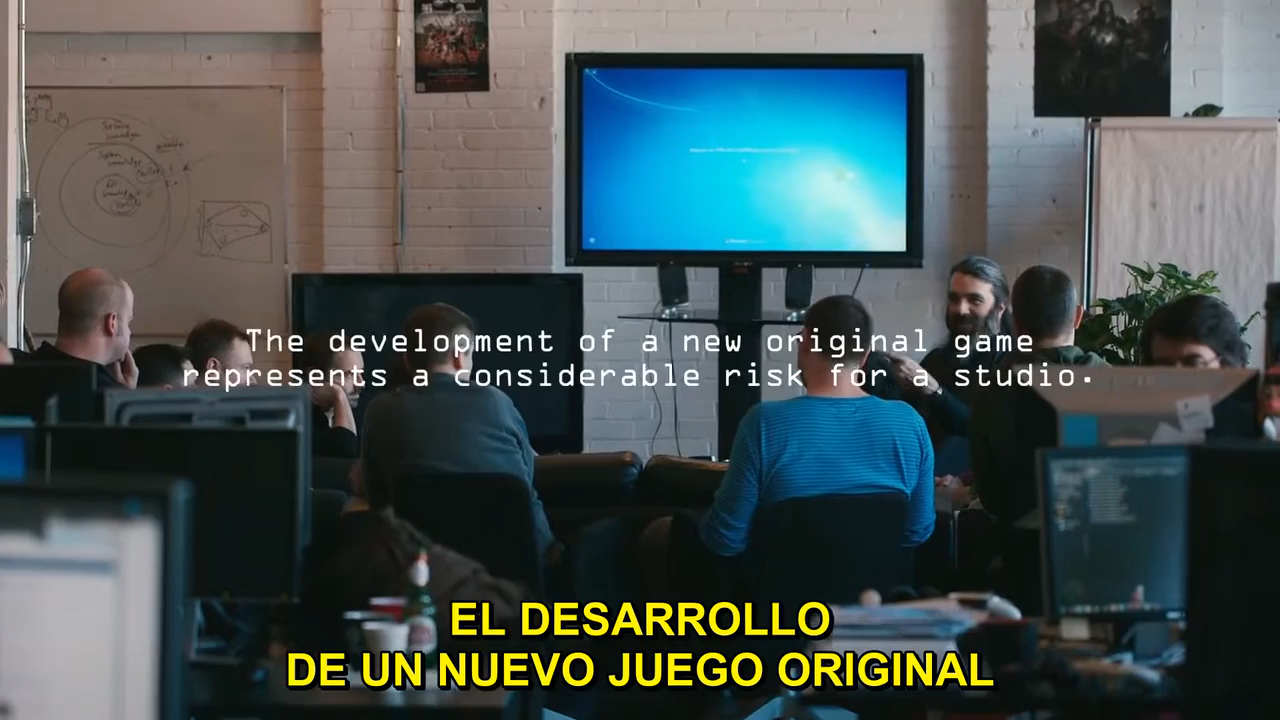 The development of a new original game
represents a considerable risk for a studio.
EL DESARROLLO
DE UN NUEVO JUEGO ORIGINAL